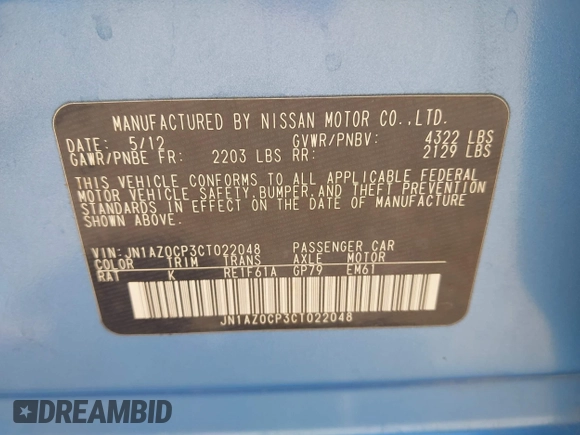 MANUFACTURED BY NISSAN MOTOR CO.,LTD.
DATE: 5/12 GVWR/PNBV: 4322 LBS
GAWR/PNBE FR: 2203 LBS RR: 2129 LBS
THIS VEHICLE CONFORMS TO ALL APPLICABLE FEDERAL
MOTOR VEHICLE SAFETY,BUMPER,AND THEFT PREVENTION
STANDARDS IN EFFECT ON THE DATE OF MANUFACTURE
SHOWN ABOVE.
VIN: JN1AZ0CP3CT022048 PASSENGER CAR
COLOR TRIM TRANS AXLE MOTOR
RAT K RE1F61A GP79 EM61
JN1AZ0CP3CT022048
DREAMBID